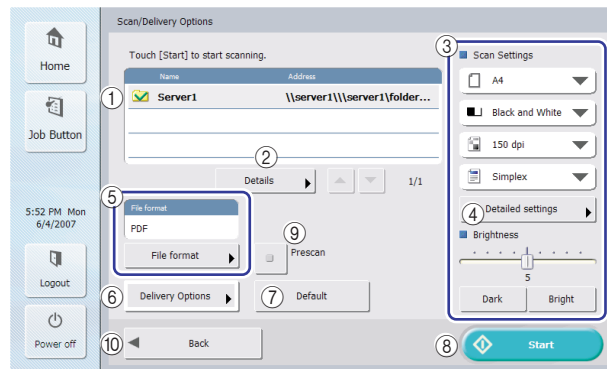 Scan/Delivery Options
Home
Job Button
5:52 PM Mon
6/4/2007
Logout
Power off
Touch [Start] to start scanning.
Name Address
① Server1 \\server1\\\server1\folder...
②
Details 1/1
⑤
File format
PDF
File format
⑨
Prescan
⑥ Delivery Options
⑦ Default
⑩ Back
③
Scan Settings
A4
Black and White
150 dpi
Simplex
④ Detailed settings
Brightness
5
Dark Bright
⑧ Start